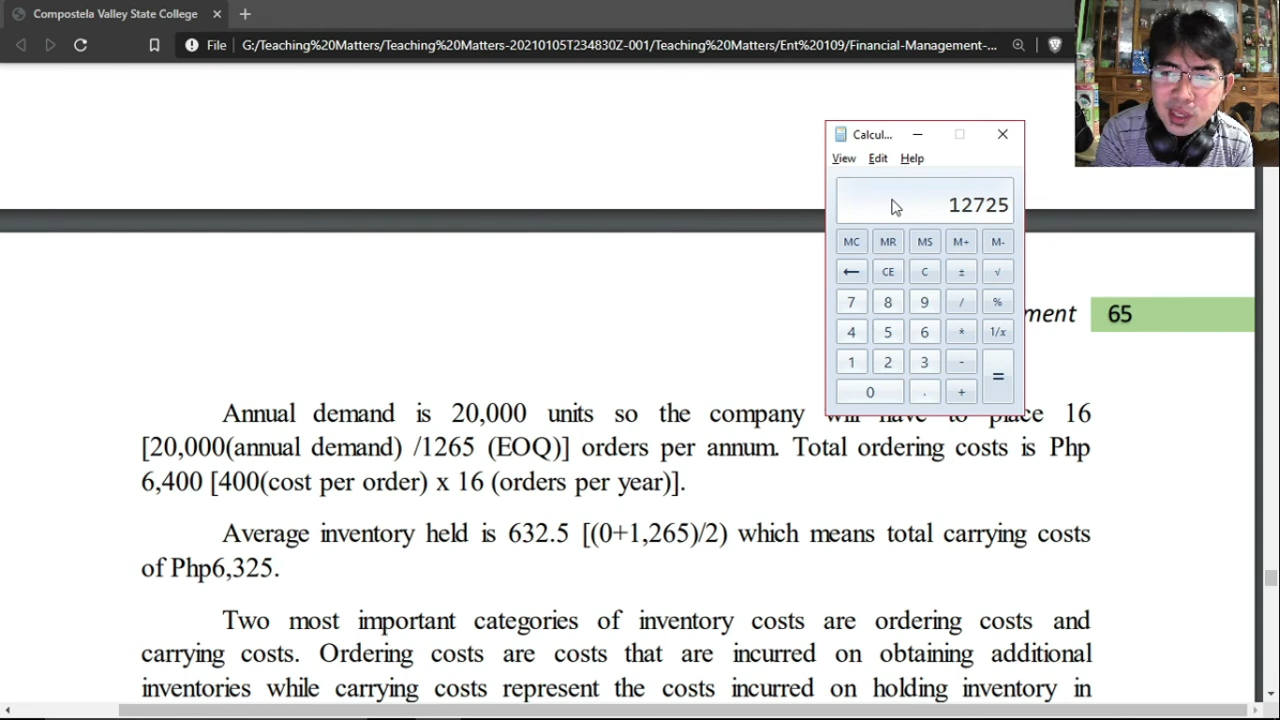 Compostela Valley State College
File G:/Teaching%20Matters/Teaching%20Matters-20210105T234830Z-001/Teaching%20Matters/Ent%20109/Financial-Management-...
Calcul...
View Edit Help
12725
MC MR MS M+ M-
← CE C ± √
7 8 9 / %
4 5 6 * 1/x
1 2 3 - =
0 . +
ment 65
Annual demand is 20,000 units so the company will have to place 16
[20,000(annual demand) /1265 (EOQ)] orders per annum. Total ordering costs is Php
6,400 [400(cost per order) x 16 (orders per year)].
Average inventory held is 632.5 [(0+1,265)/2) which means total carrying costs
of Php6,325.
Two most important categories of inventory costs are ordering costs and
carrying costs. Ordering costs are costs that are incurred on obtaining additional
inventories while carrying costs represent the costs incurred on holding inventory in